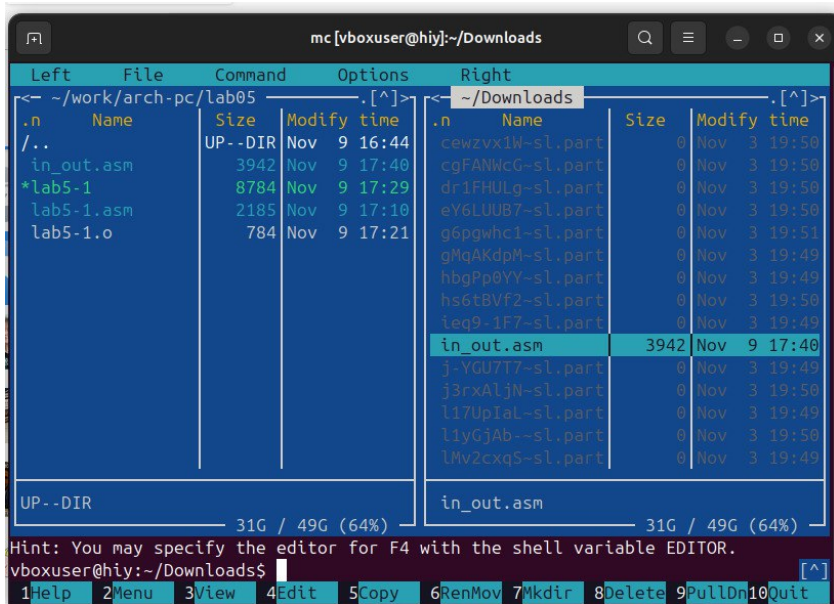 mc [vboxuser@hiy]:~/Downloads
Left File Command Options Right
<- ~/work/arch-pc/lab05 .[^]>
.n Name Size Modify time
/.. UP--DIR Nov 9 16:44
in_out.asm 3942 Nov 9 17:40
*lab5-1 8784 Nov 9 17:29
lab5-1.asm 2185 Nov 9 17:10
lab5-1.o 784 Nov 9 17:21
UP--DIR
31G / 49G (64%)
<- ~/Downloads .[^]>
.n Name Size Modify time
cewzvx1W~sl.part 0 Nov 3 19:50
cgFANWcG~sl.part 0 Nov 3 19:50
dr1FHULg~sl.part 0 Nov 3 19:50
eY6LUUB7~sl.part 0 Nov 3 19:50
g6pgwhc1~sl.part 0 Nov 3 19:51
gMqAKdpM~sl.part 0 Nov 3 19:49
hbgPp0YY~sl.part 0 Nov 3 19:49
hs6tBVf2~sl.part 0 Nov 3 19:50
ieq9-1F7~sl.part 0 Nov 3 19:49
in_out.asm 3942 Nov 9 17:40
j-YGU7T7~sl.part 0 Nov 3 19:49
j3rxAljN~sl.part 0 Nov 3 19:50
l17UpIaL~sl.part 0 Nov 3 19:49
l1yGjAb-~sl.part 0 Nov 3 19:50
lMv2cxqS~sl.part 0 Nov 3 19:49
in_out.asm
31G / 49G (64%)
Hint: You may specify the editor for F4 with the shell variable EDITOR.
vboxuser@hiy:~/Downloads$ [^]
1Help 2Menu 3View 4Edit 5Copy 6RenMov 7Mkdir 8Delete 9PullDn 10Quit